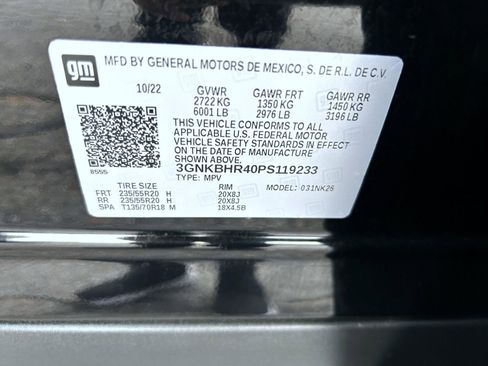 gm
MFD BY GENERAL MOTORS DE MEXICO, S. DE R.L. DE C.V.
10/22 GVWR GAWR FRT GAWR RR
2722 KG 1350 KG 1450 KG
6001 LB 2976 LB 3196 LB
THIS VEHICLE CONFORMS TO ALL
APPLICABLE U.S. FEDERAL MOTOR
VEHICLE SAFETY STANDARDS IN EFFECT
ON THE DATE OF MANUFACTURE
3GNKBHR40PS119233
8555 TYPE: MPV
TIRE SIZE RIM MODEL: 031NK26
FRT 235/55R20 H 20X8J
RR 235/55R20 H 20X8J
SPA T135/70R18 M 18X4.5B